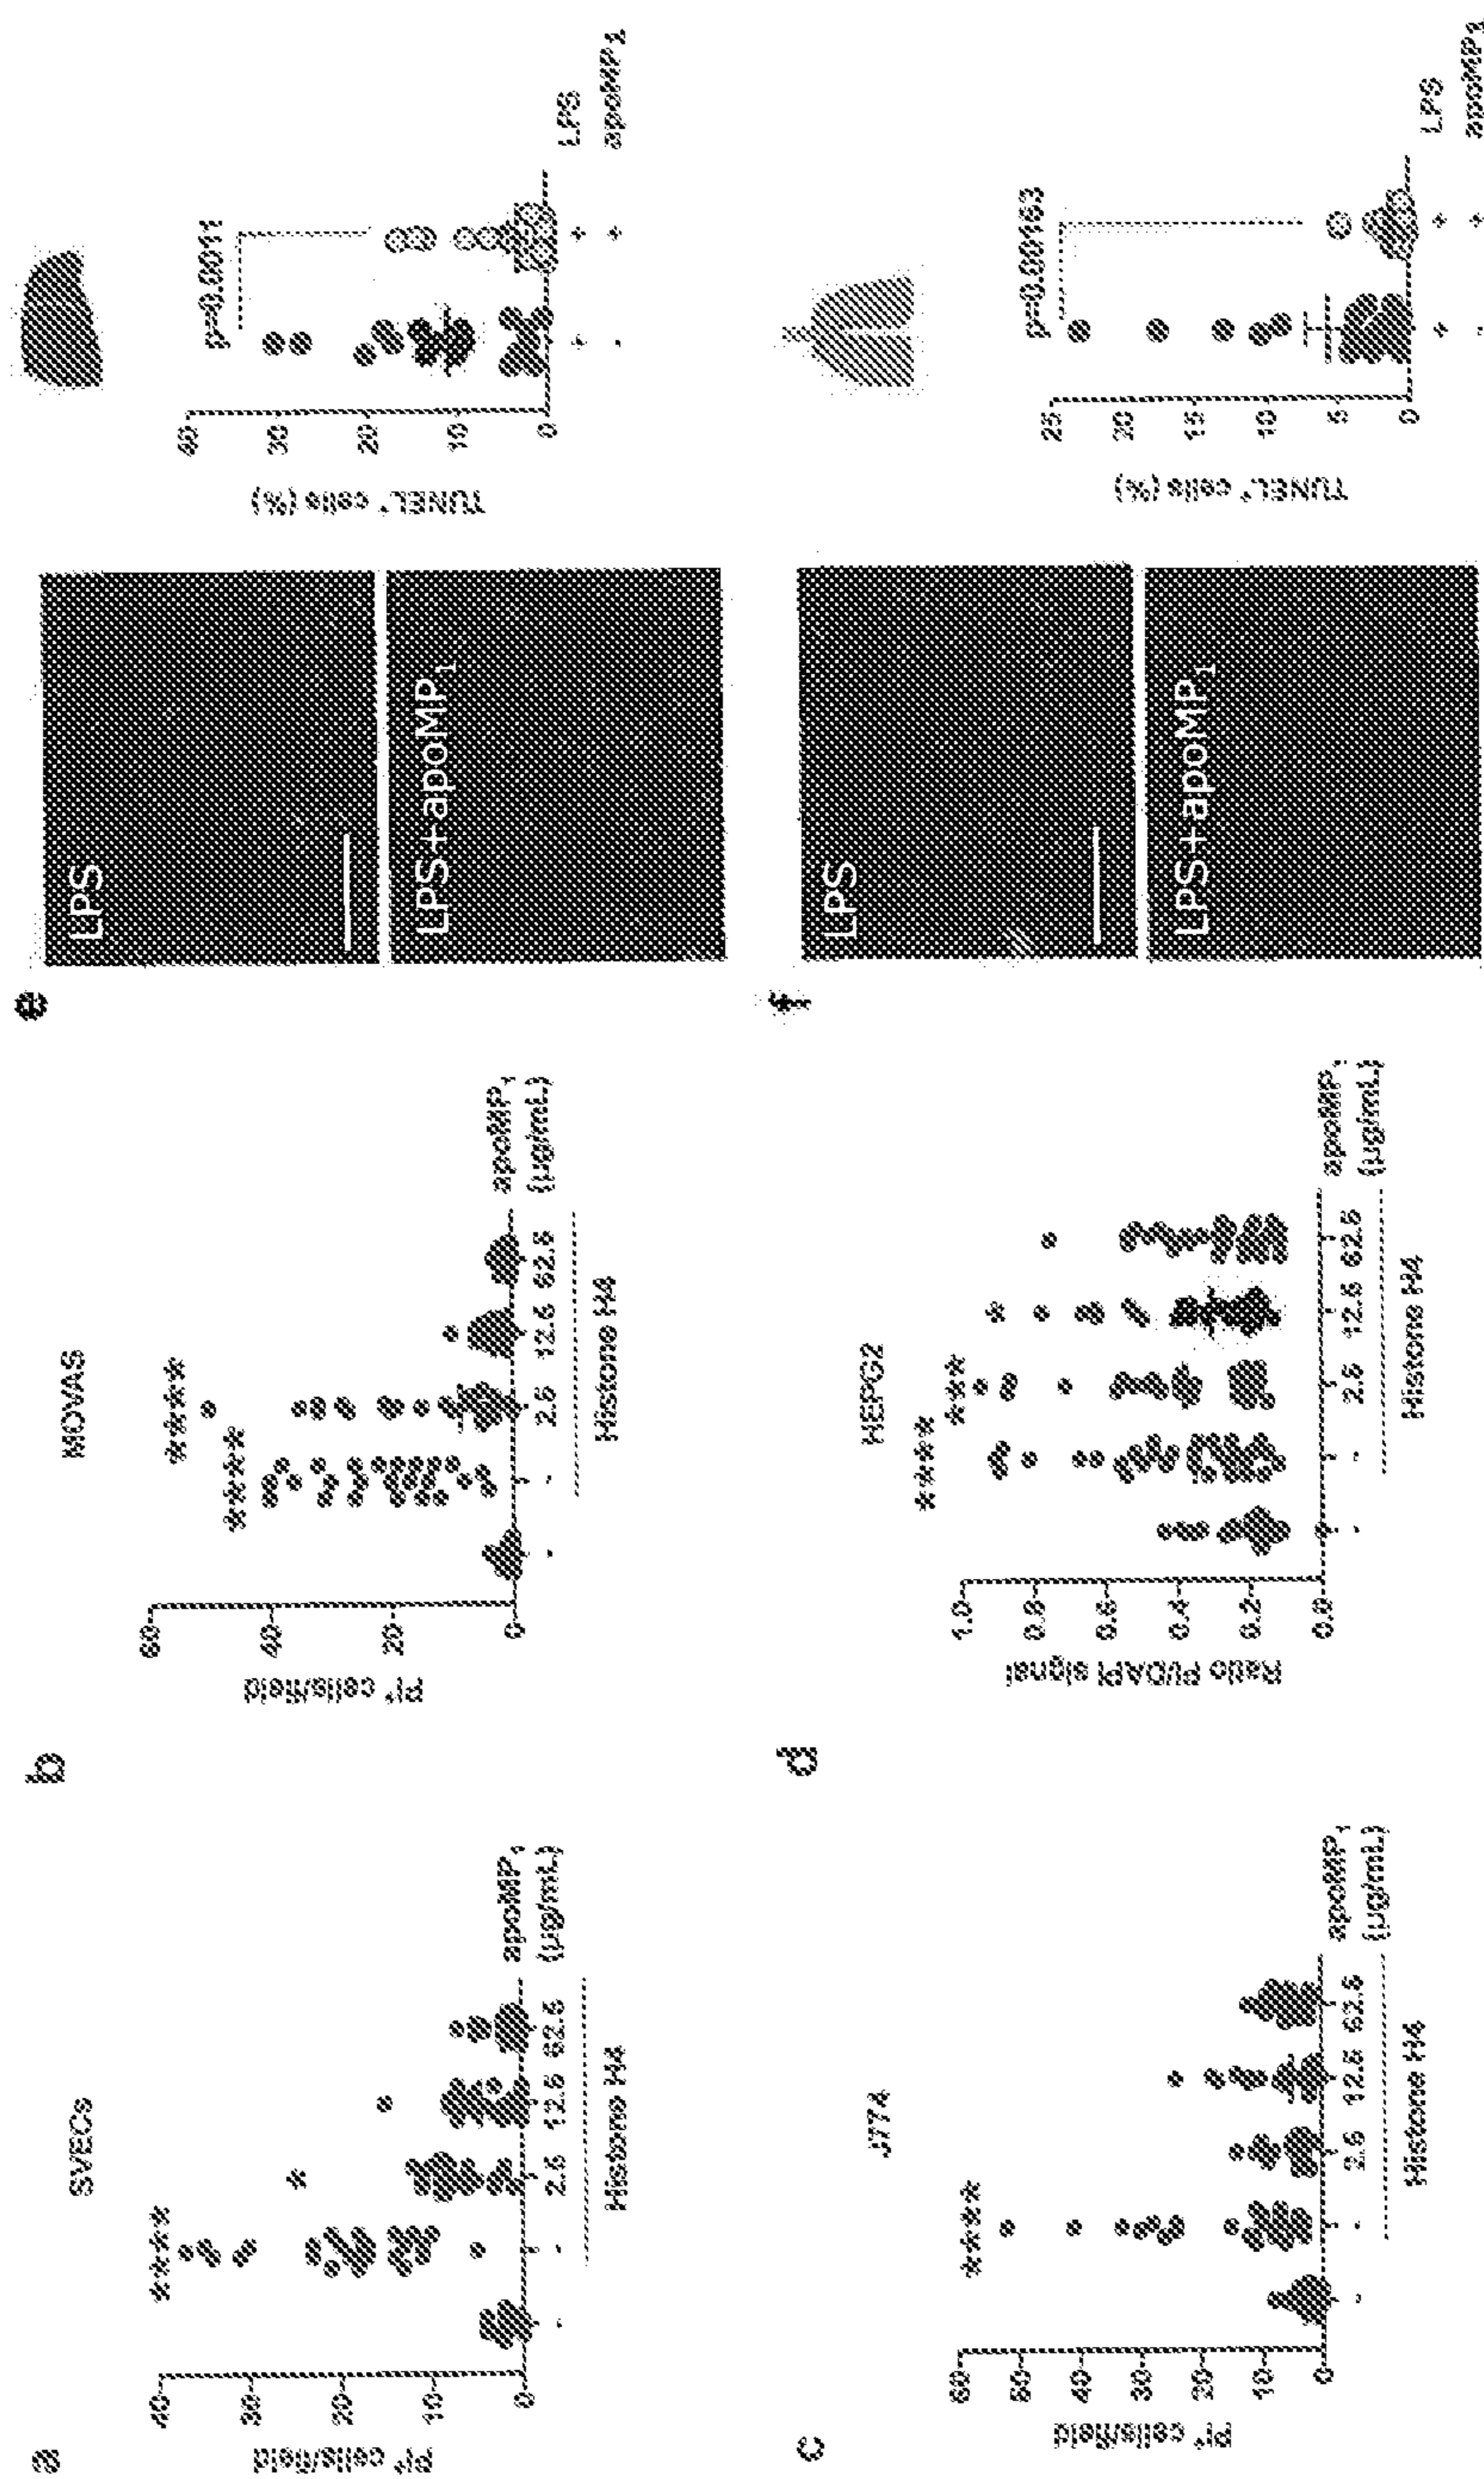 a
SVECs
PI⁺ cells/field
40
30
20
10
0
****
*
- - 2.5 12.5 62.5
apoMP₁
(µg/mL)
Histone H4
b
MOVAS
PI⁺ cells/field
60
40
20
0
****
****
- - 2.5 12.5 62.5
apoMP₁
(µg/mL)
Histone H4
c
J774
PI⁺ cells/field
60
50
40
30
20
10
0
****
- - 2.5 12.5 62.5
apoMP₁
(µg/mL)
Histone H4
d
HEPG2
Ratio PI/DAPI signal
1.0
0.8
0.6
0.4
0.2
0.0
****
***
- - 2.5 12.5 62.5
apoMP₁
(µg/mL)
Histone H4
e
LPS
LPS+apoMP₁
TUNEL⁺ cells (%)
40
30
20
10
0
p=0.0011
+ + LPS
- + apoMP₁
f
LPS
LPS+apoMP₁
TUNEL⁺ cells (%)
25
20
15
10
5
0
p=0.00163
+ + LPS
- + apoMP₁